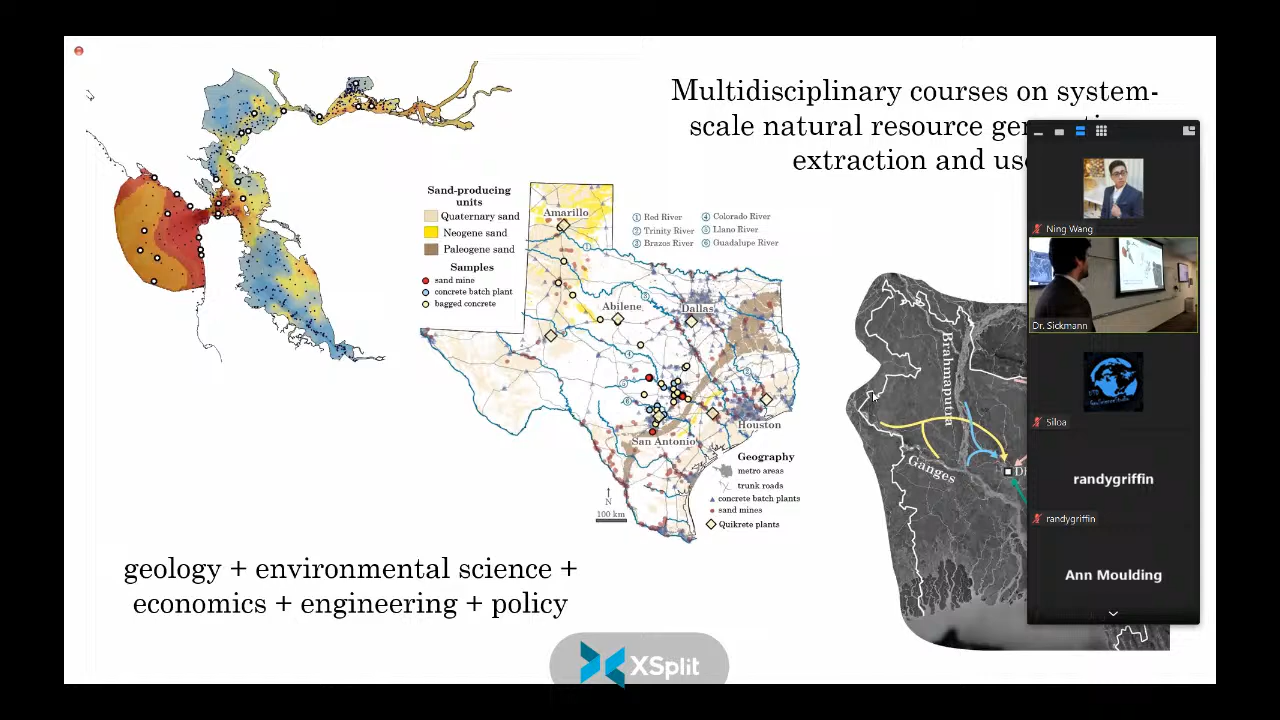 Multidisciplinary courses on system-
scale natural resource
extraction and use
Sand-producing
units
Quaternary sand
Neogene sand
Paleogene sand
Samples
sand mine
concrete batch plant
bagged concrete
Amarillo
1 Red River
2 Trinity River
3 Brazos River
4 Colorado River
5 Llano River
6 Guadalupe River
Abilene
Dallas
San Antonio
Houston
Geography
metro areas
trunk roads
concrete batch plants
sand mines
Quikrete plants
N
100 km
Brahmaputra
Ganges
Ning Wang
Dr. Sickmann
Siloa
randygriffin
randygriffin
Ann Moulding
geology + environmental science +
economics + engineering + policy
XSplit